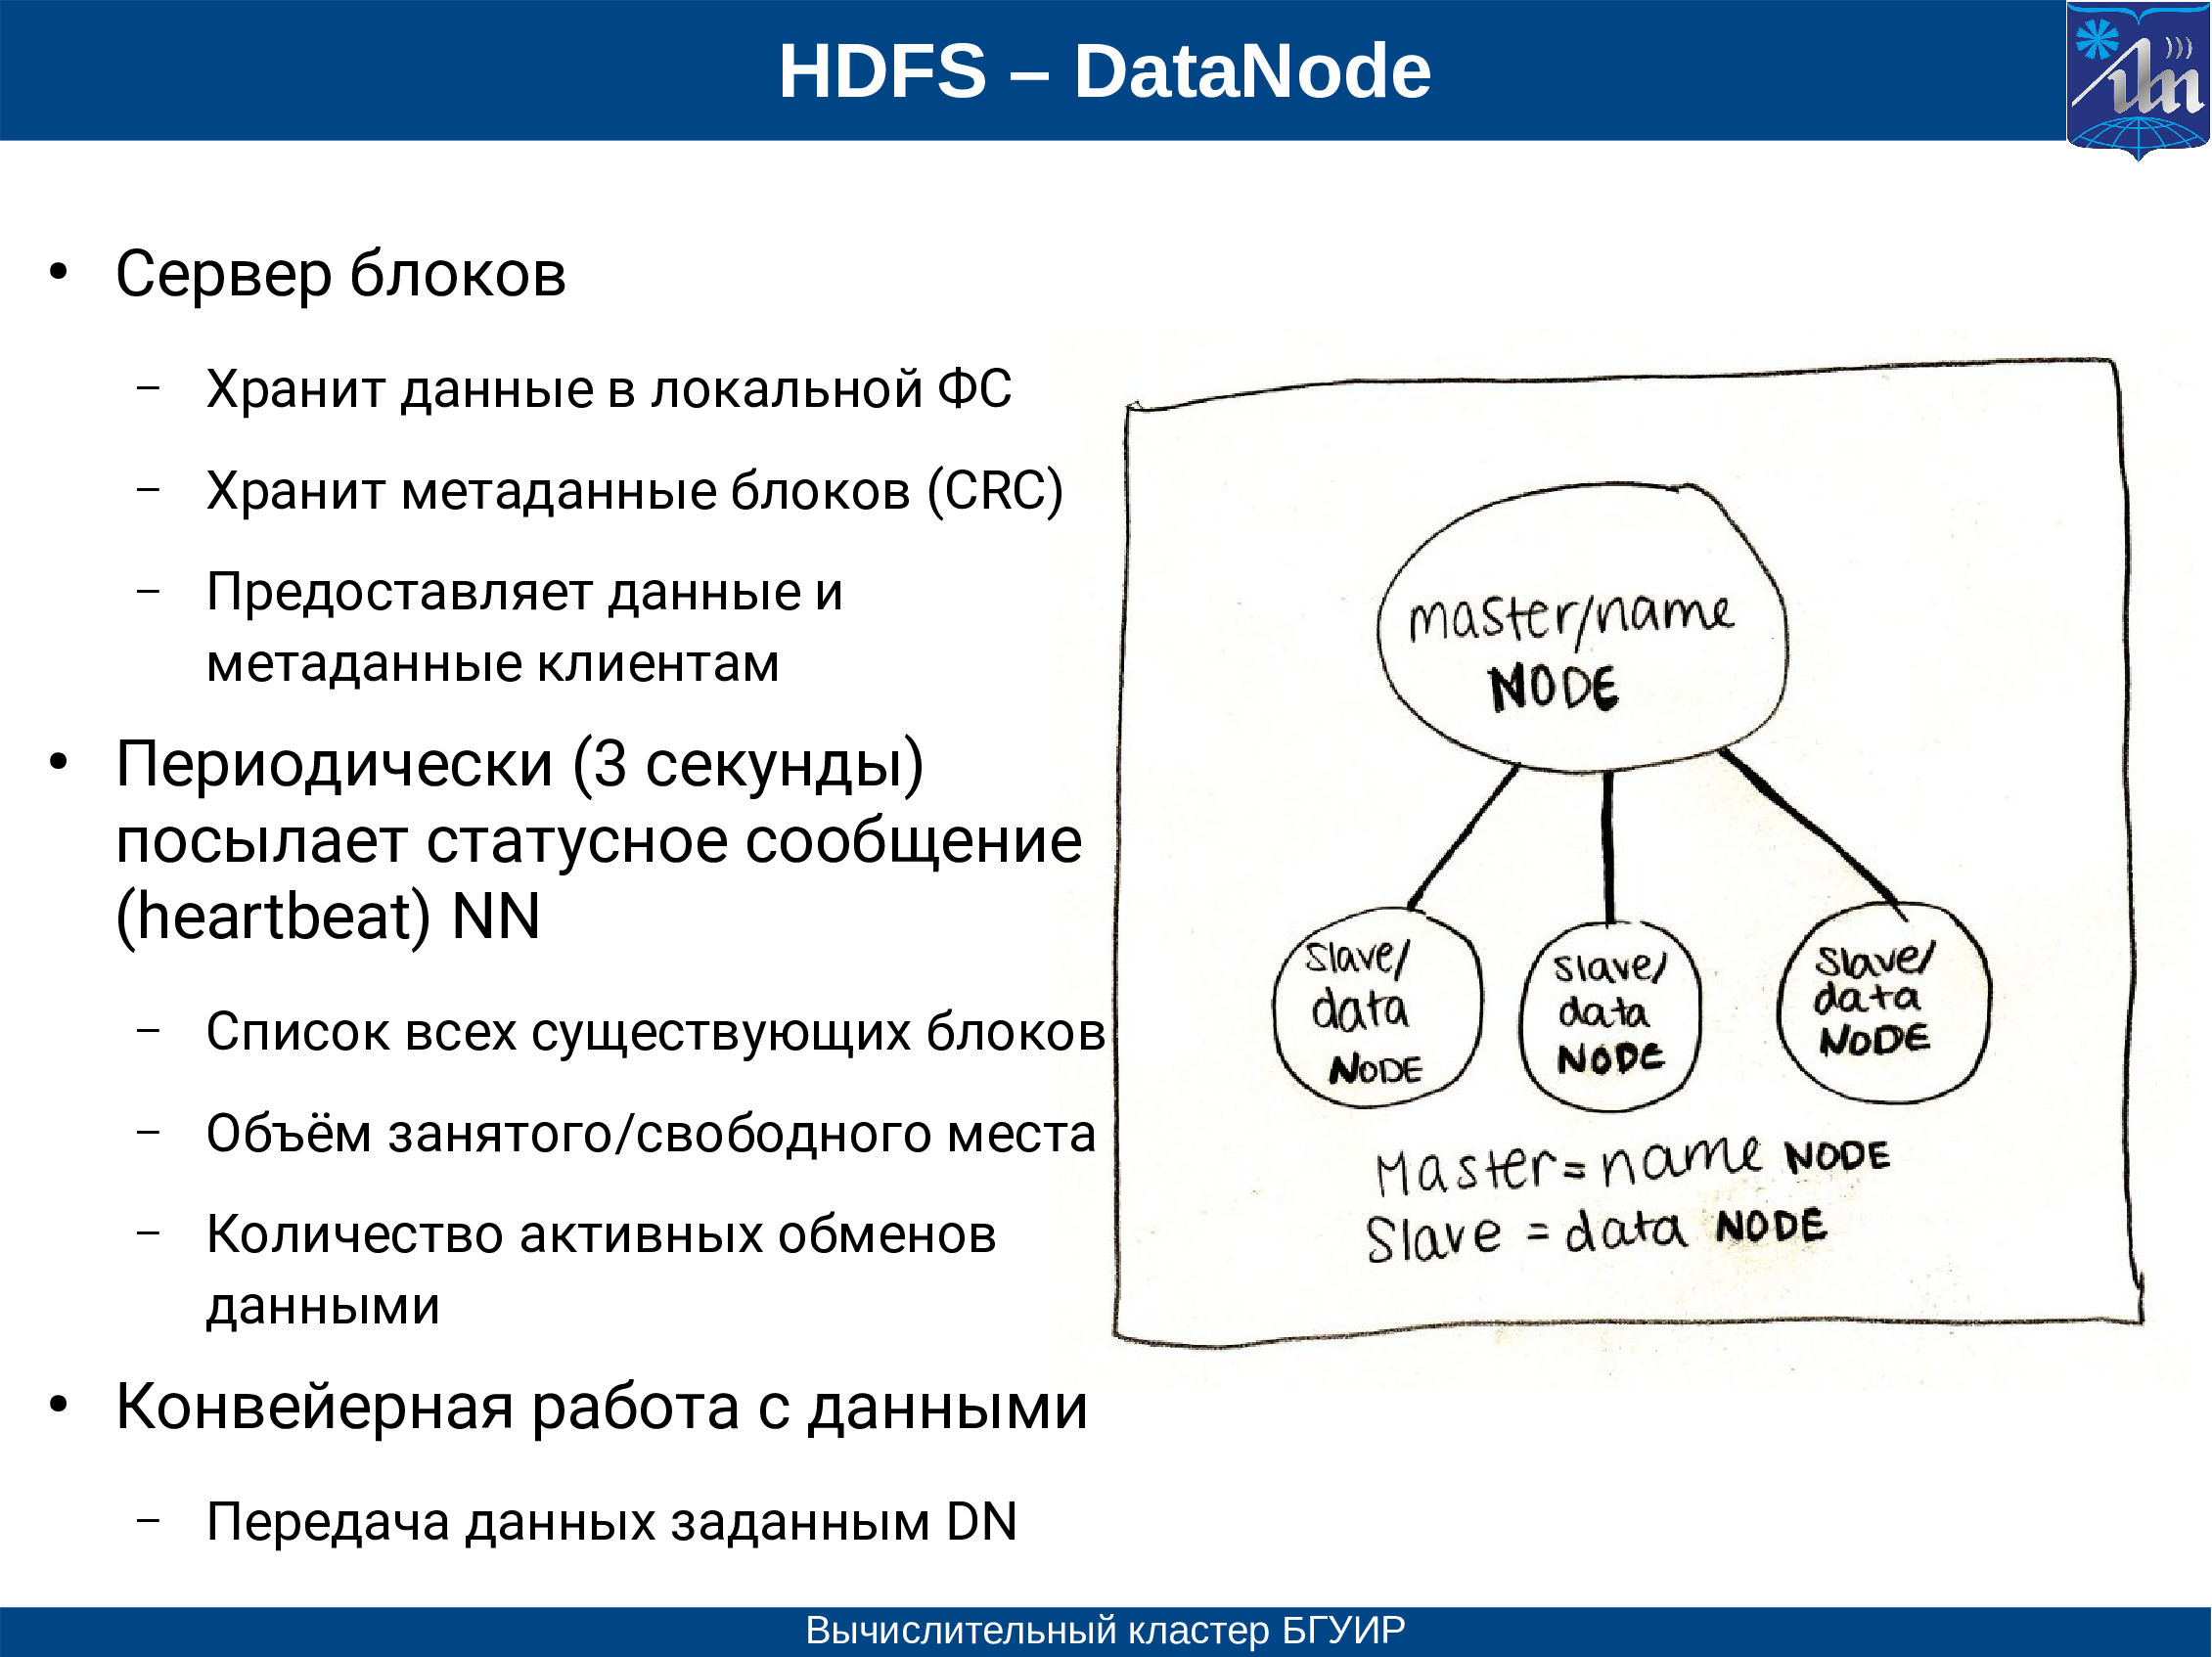 HDFS – DataNode
• Сервер блоков
– Хранит данные в локальной ФС
– Хранит метаданные блоков (CRC)
– Предоставляет данные и
метаданные клиентам
• Периодически (3 секунды)
посылает статусное сообщение
(heartbeat) NN
– Список всех существующих блоков
– Объём занятого/свободного места
– Количество активных обменов
данными
• Конвейерная работа с данными
– Передача данных заданным DN
master/name
NODE
slave/
data
NODE
slave/
data
NODE
slave/
data
NODE
Master = name NODE
Slave = data NODE
Вычислительный кластер БГУИР